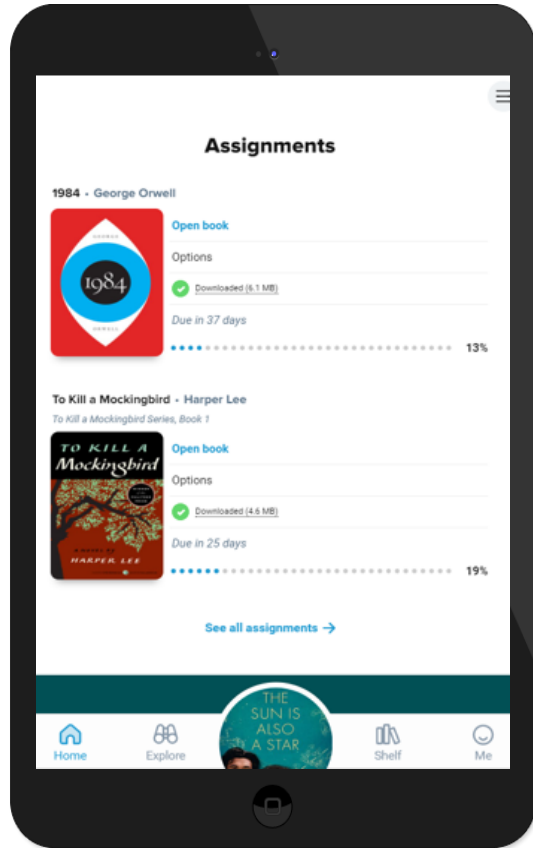 Assignments
1984 • George Orwell
GEORGE
1984
ORWELL
Open book
Options
Downloaded (6.1 MB)
Due in 37 days
13%
To Kill a Mockingbird • Harper Lee
To Kill a Mockingbird Series, Book 1
TO KILL A
Mockingbird
A NOVEL BY
HARPER LEE
Open book
Options
Downloaded (4.6 MB)
Due in 25 days
19%
See all assignments →
THE
SUN IS
ALSO
A STAR
Home
Explore
Shelf
Me